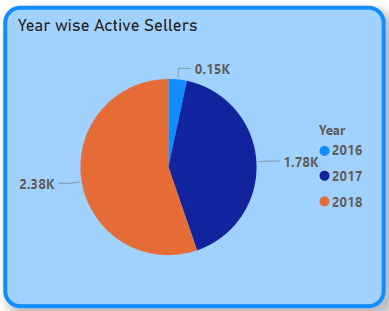 Year wise Active Sellers
0.15K
1.78K
2.38K
Year
2016
2017
2018